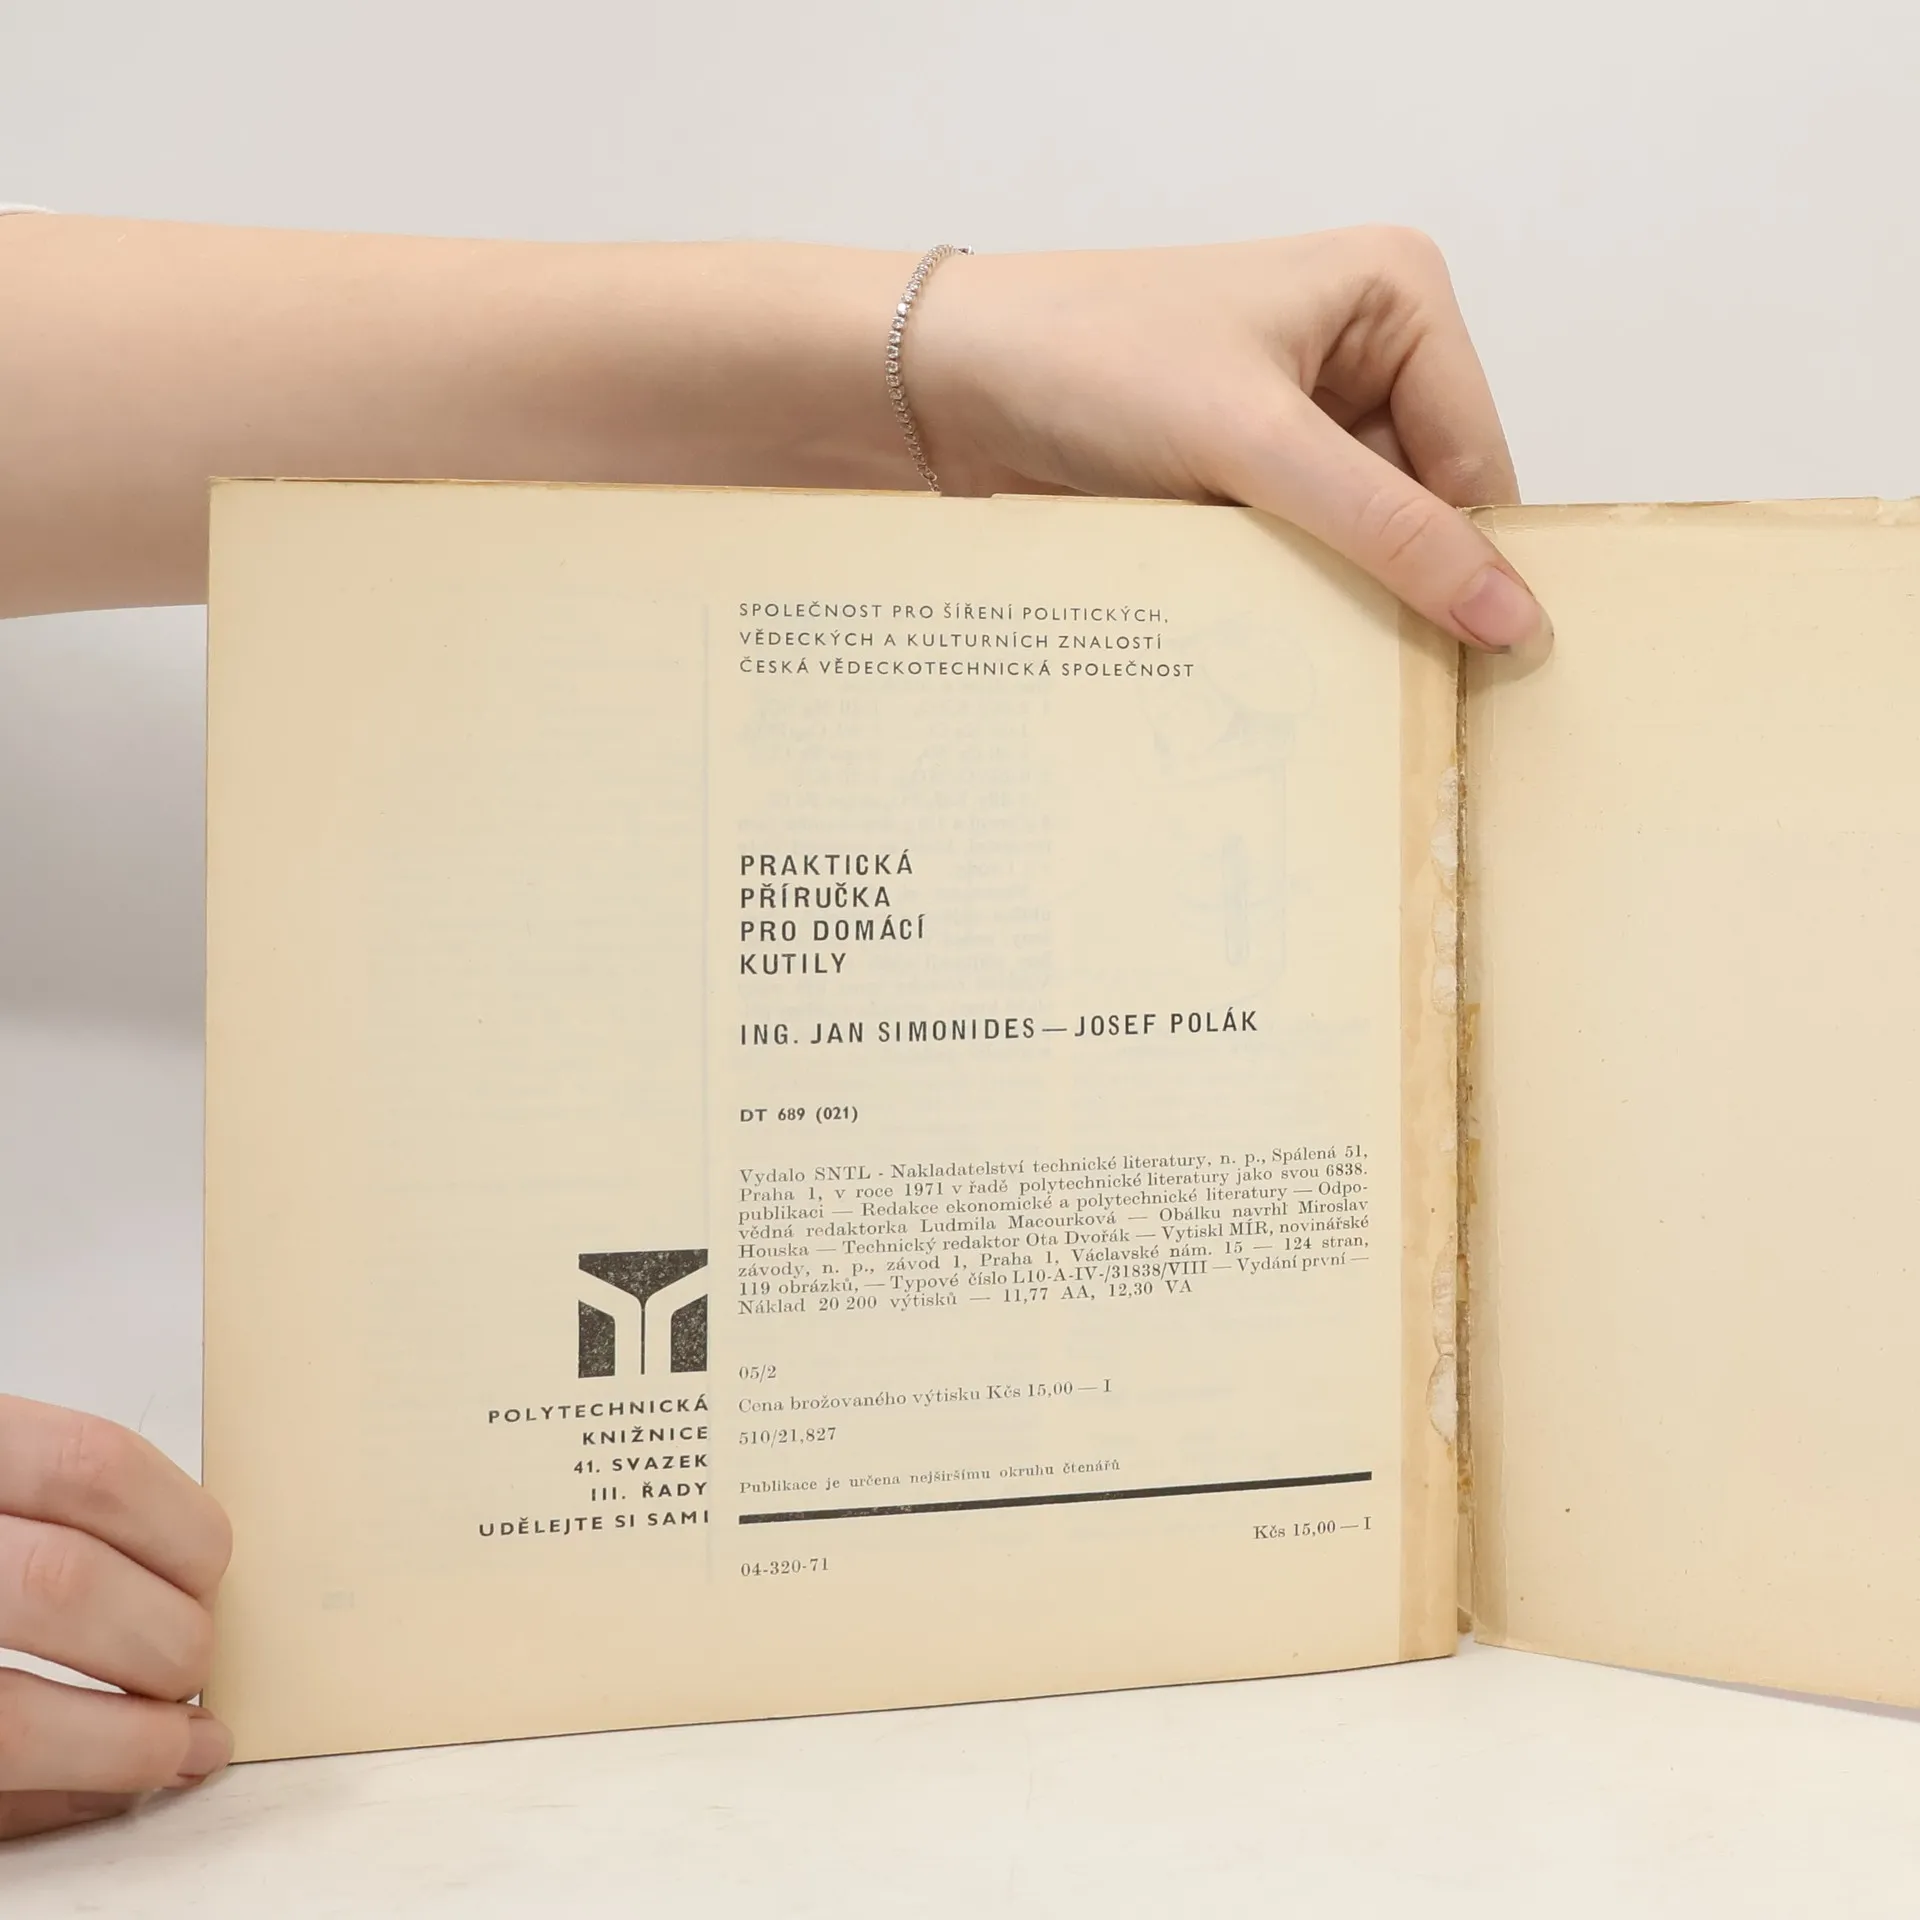 SPOLEČNOST PRO ŠÍŘENÍ POLITICKÝCH,
VĚDECKÝCH A KULTURNÍCH ZNALOSTÍ
ČESKÁ VĚDECKOTECHNICKÁ SPOLEČNOST
PRAKTICKÁ
PŘÍRUČKA
PRO DOMÁCÍ
KUTILY
ING. JAN SIMONIDES — JOSEF POLÁK
DT 689 (021)
Vydalo SNTL - Nakladatelství technické literatury, n. p., Spálená 51,
Praha 1, v roce 1971 v řadě polytechnické literatury jako svou 6838.
publikaci — Redakce ekonomické a polytechnické literatury — Odpo-
vědná redaktorka Ludmila Macourková — Obálku navrhl Miroslav
Houska — Technický redaktor Ota Dvořák — Vytiskl MÍR, novinářské
závody, n. p., závod 1, Praha 1, Václavské nám. 15 — 124 stran,
119 obrázků, — Typové číslo L10-A-IV-/31838/VIII — Vydání první —
Náklad 20 200 výtisků — 11,77 AA, 12,30 VA
05/2
Cena brožovaného výtisku Kčs 15,00 — I
510/21,827
Publikace je určena nejširšímu okruhu čtenářů
Kčs 15,00 — I
04-320-71
POLYTECHNICKÁ
KNIŽNICE
41. SVAZEK
III. ŘADY
UDĚLEJTE SI SAMI